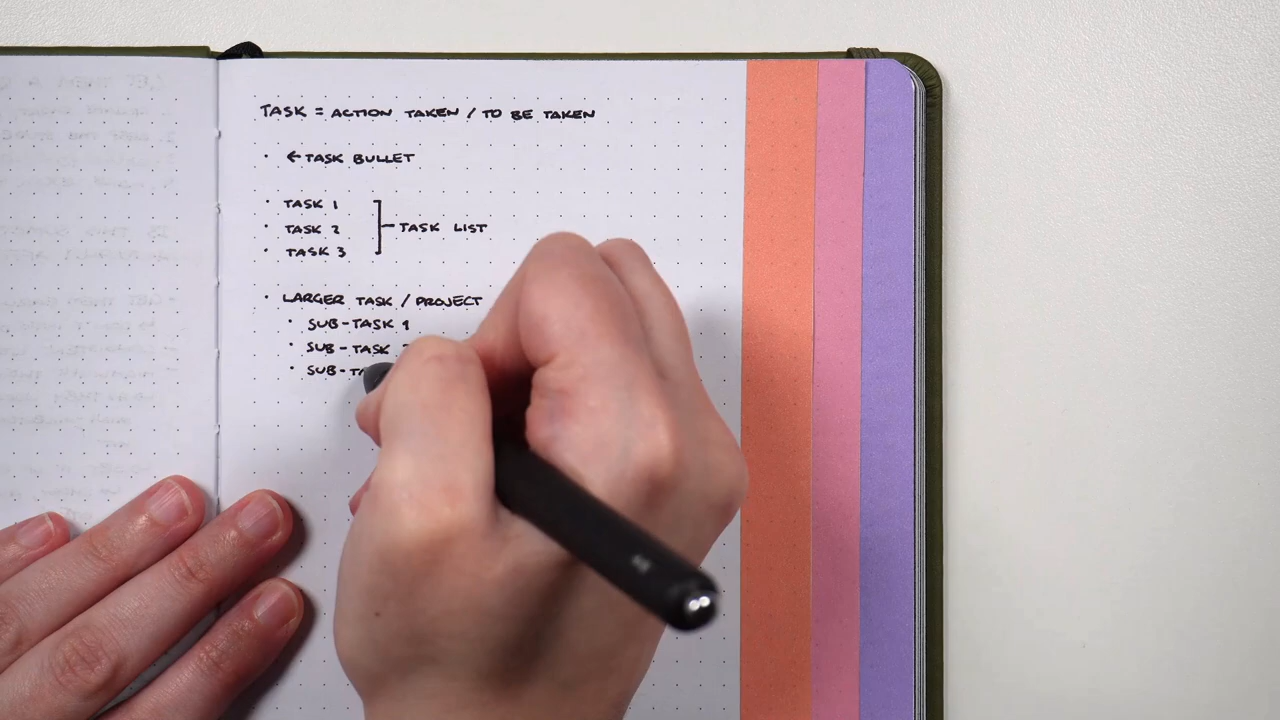 TASK = ACTION TAKEN / TO BE TAKEN
· ← TASK BULLET
· TASK 1
· TASK 2
· TASK 3
TASK LIST
· LARGER TASK / PROJECT
· SUB-TASK 1
· SUB-TASK
· SUB-